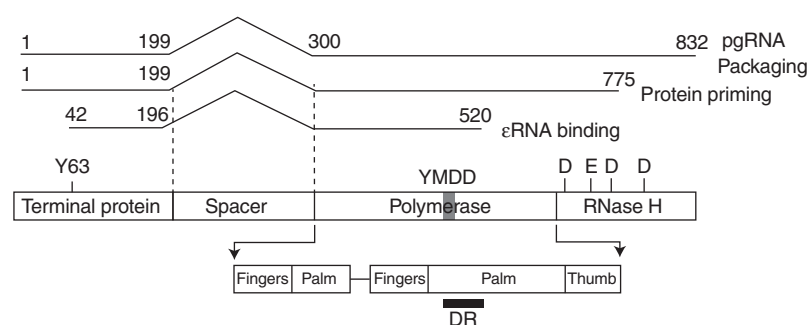 1 199 300 832 pgRNA
Packaging
1 199 775 Protein priming
42 196 520 εRNA binding
Y63 YMDD D E D D
Terminal protein Spacer Polymerase RNase H
Fingers Palm Fingers Palm Thumb
DR